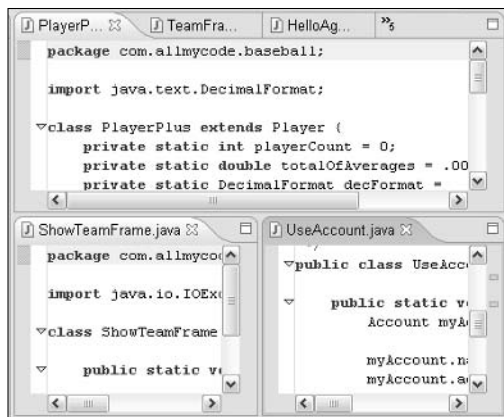 PlayerP... TeamFra... HelloAg... »5
package com.allmycode.baseball;
import java.text.DecimalFormat;
class PlayerPlus extends Player {
private static int playerCount = 0;
private static double totalOfAverages = .00
private static DecimalFormat decFormat =
ShowTeamFrame.java
package com.allmyco
import java.io.IOEx
class ShowTeamFrame
public static v
UseAccount.java
public class UseAcc
public static v
Account myA
myAccount.n
myAccount.a